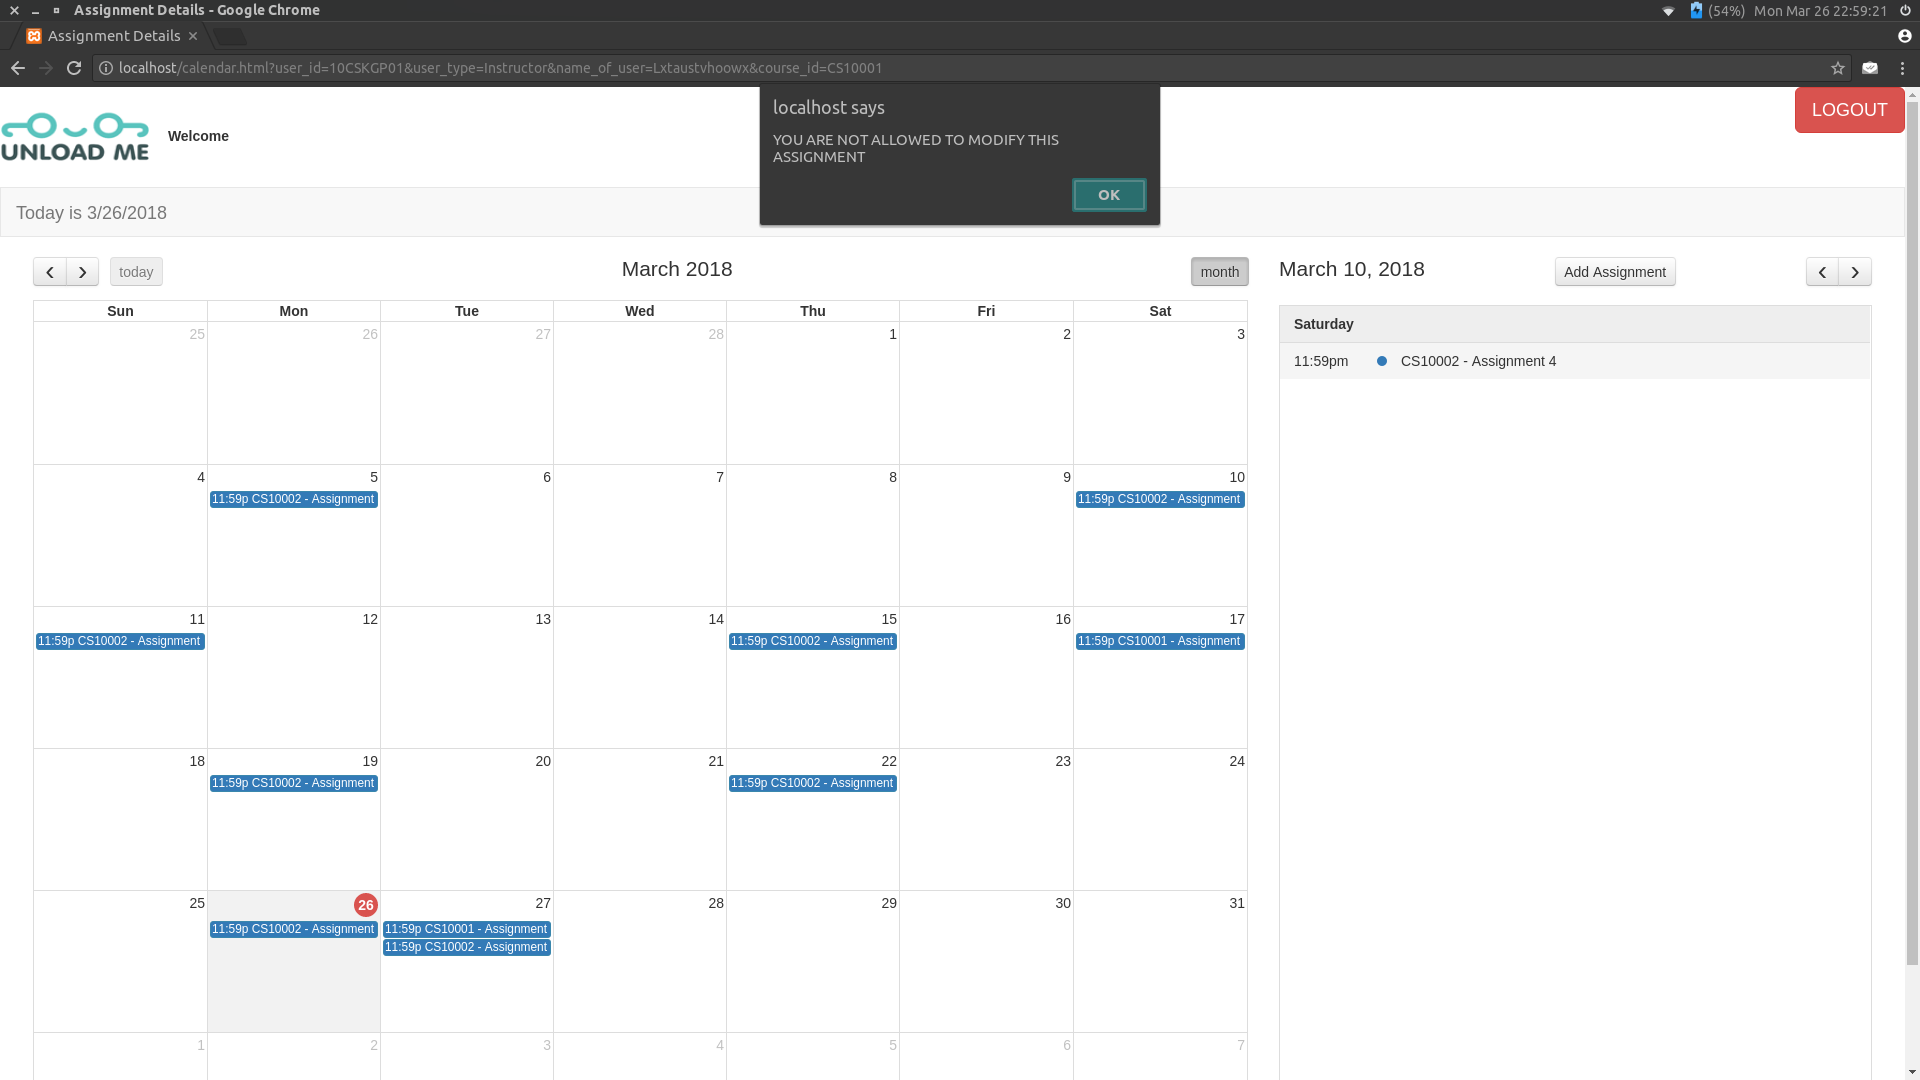 Assignment Details - Google Chrome
(54%) Mon Mar 26 22:59:21
Assignment Details
localhost/calendar.html?user_id=10CSKGP01&user_type=Instructor&name_of_user=Lxtaustvhoowx&course_id=CS10001
localhost says
YOU ARE NOT ALLOWED TO MODIFY THIS
ASSIGNMENT
OK
LOGOUT
UNLOAD ME
Welcome
Today is 3/26/2018
today
March 2018
month
Sun Mon Tue Wed Thu Fri Sat
25 26 27 28 1 2 3
4 5 6 7 8 9 10
11:59p CS10002 - Assignment 11:59p CS10002 - Assignment
11 12 13 14 15 16 17
11:59p CS10002 - Assignment 11:59p CS10002 - Assignment 11:59p CS10001 - Assignment
18 19 20 21 22 23 24
11:59p CS10002 - Assignment 11:59p CS10002 - Assignment
25 26 27 28 29 30 31
11:59p CS10002 - Assignment 11:59p CS10001 - Assignment
11:59p CS10002 - Assignment
1 2 3 4 5 6 7
March 10, 2018
Add Assignment
Saturday
11:59pm CS10002 - Assignment 4